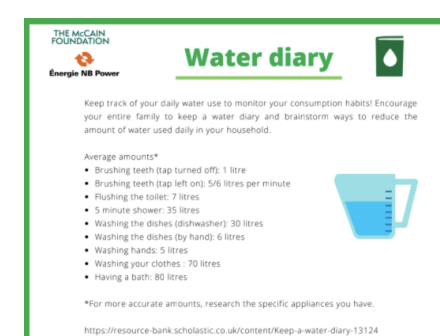 THE McCAIN
FOUNDATION
Énergie NB Power
Water diary
Keep track of your daily water use to monitor your consumption habits! Encourage
your entire family to keep a water diary and brainstorm ways to reduce the
amount of water used daily in your household.
Average amounts*
• Brushing teeth (tap turned off): 1 litre
• Brushing teeth (tap left on): 5/6 litres per minute
• Flushing the toilet: 7 litres
• 5 minute shower: 35 litres
• Washing the dishes (dishwasher): 30 litres
• Washing the dishes (by hand): 6 litres
• Washing hands: 5 litres
• Washing your clothes : 70 litres
• Having a bath: 80 litres
*For more accurate amounts, research the specific appliances you have.
https://resource-bank.scholastic.co.uk/content/Keep-a-water-diary-13124